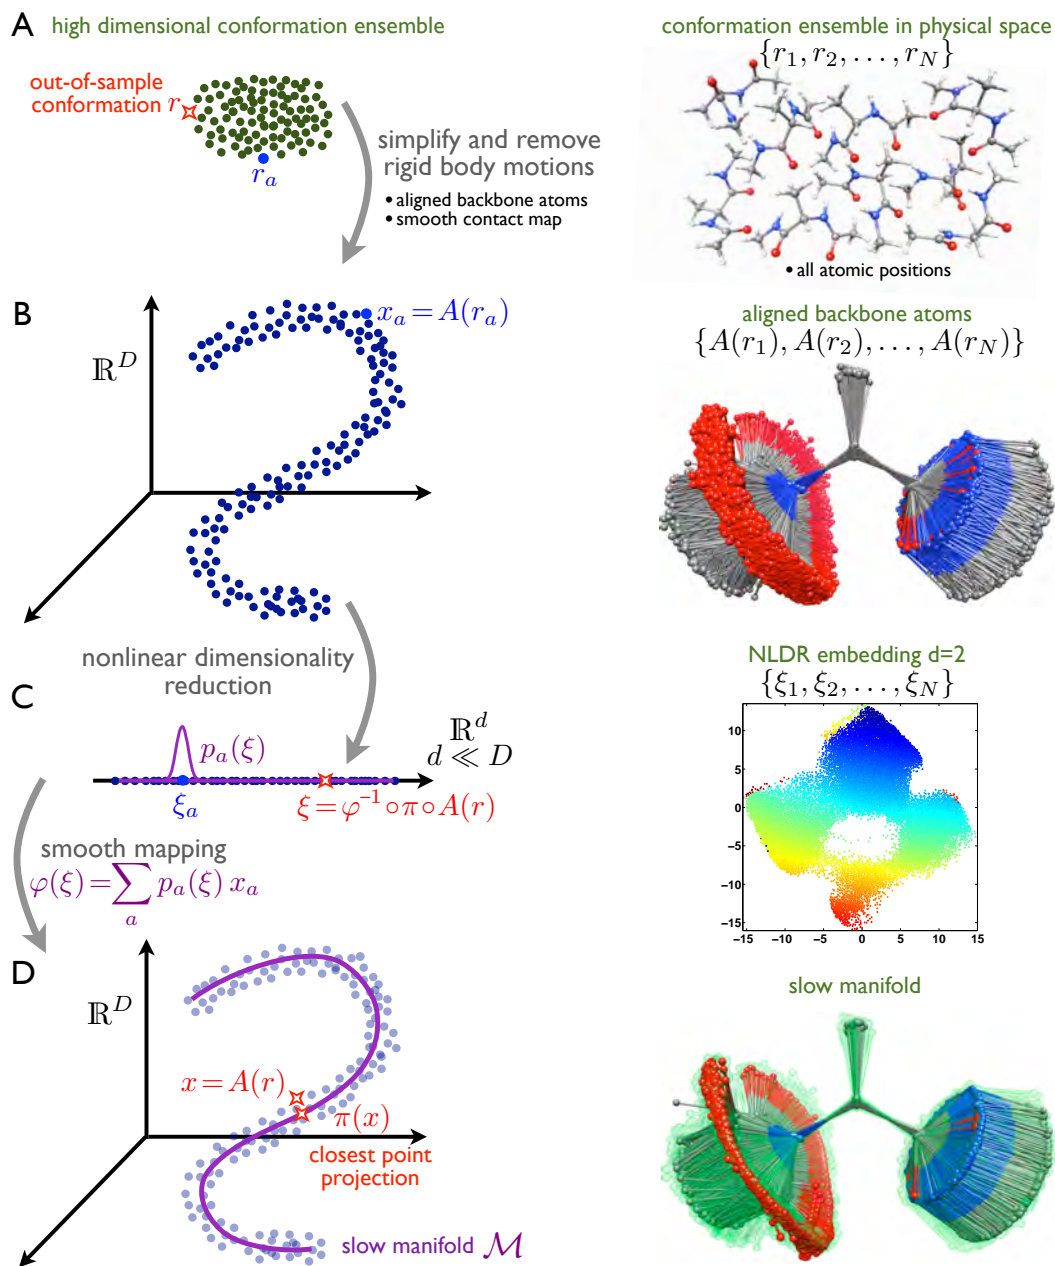 A high dimensional conformation ensemble
out-of-sample
conformation r
r_a
simplify and remove
rigid body motions
• aligned backbone atoms
• smooth contact map
conformation ensemble in physical space
{r_1, r_2, . . . , r_N}
• all atomic positions
B
ℝ^D
x_a = A(r_a)
aligned backbone atoms
{A(r_1), A(r_2), . . . , A(r_N)}
nonlinear dimensionality
reduction
C
p_a(ξ)
ℝ^d
d ≪ D
ξ_a
ξ = φ^{-1} ∘ π ∘ A(r)
smooth mapping
φ(ξ) = ∑_a p_a(ξ) x_a
NLDR embedding d=2
{ξ_1, ξ_2, . . . , ξ_N}
10
5
0
−5
−10
−15
−15 −10 −5 0 5 10 15
D
ℝ^D
x = A(r)
π(x)
closest point
projection
slow manifold ℳ
slow manifold